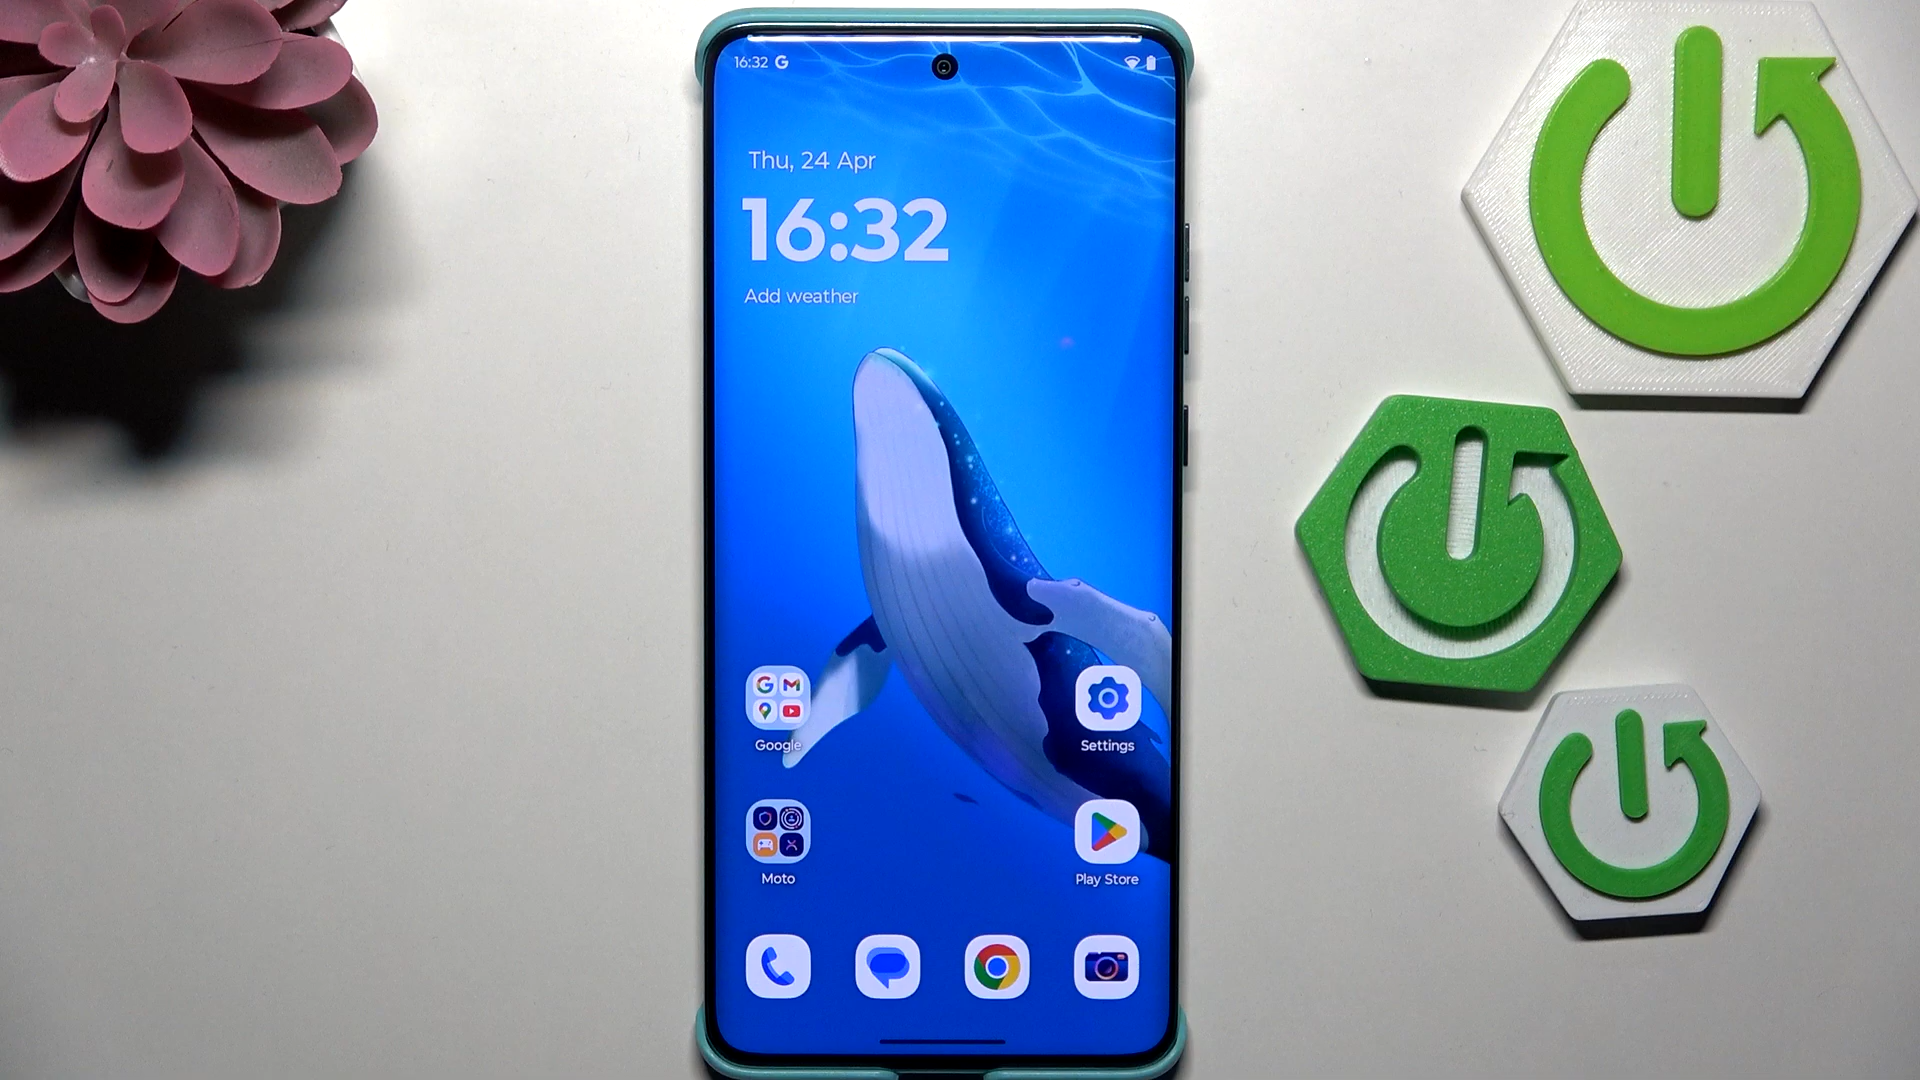 16:32 G
Thu, 24 Apr
16:32
Add weather
Google
Settings
Moto
Play Store